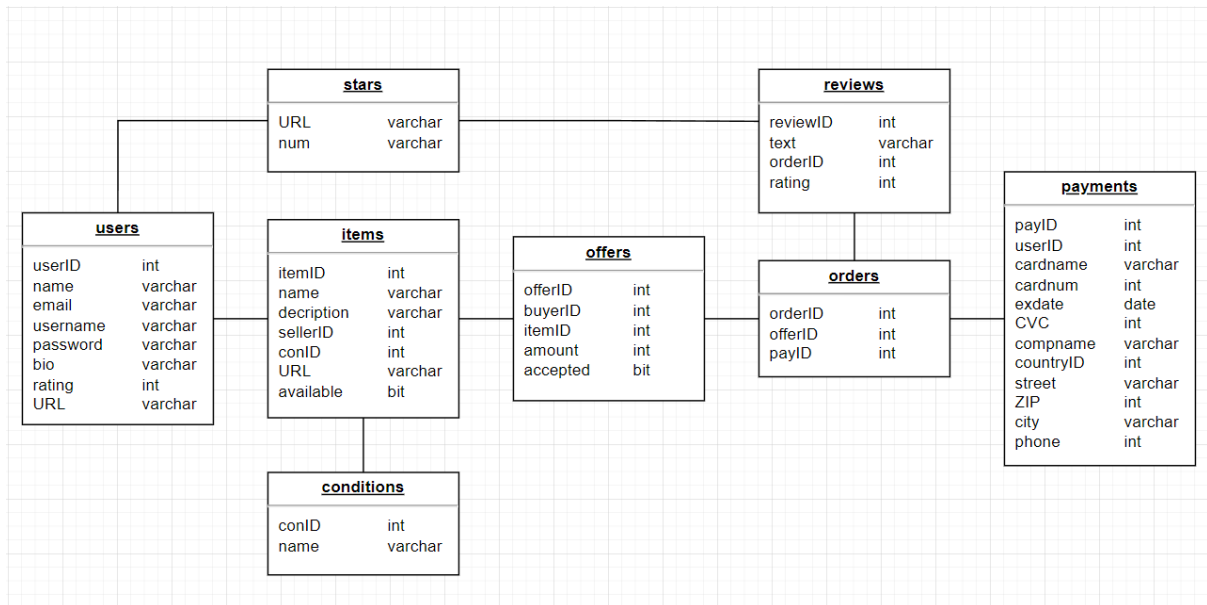 stars
URL varchar
num varchar
reviews
reviewID int
text varchar
orderID int
rating int
payments
payID int
userID int
cardname varchar
cardnum int
exdate date
CVC int
compname varchar
countryID int
street varchar
ZIP int
city varchar
phone int
users
userID int
name varchar
email varchar
username varchar
password varchar
bio varchar
rating int
URL varchar
items
itemID int
name varchar
decription varchar
sellerID int
conID int
URL varchar
available bit
offers
offerID int
buyerID int
itemID int
amount int
accepted bit
orders
orderID int
offerID int
payID int
conditions
conID int
name varchar